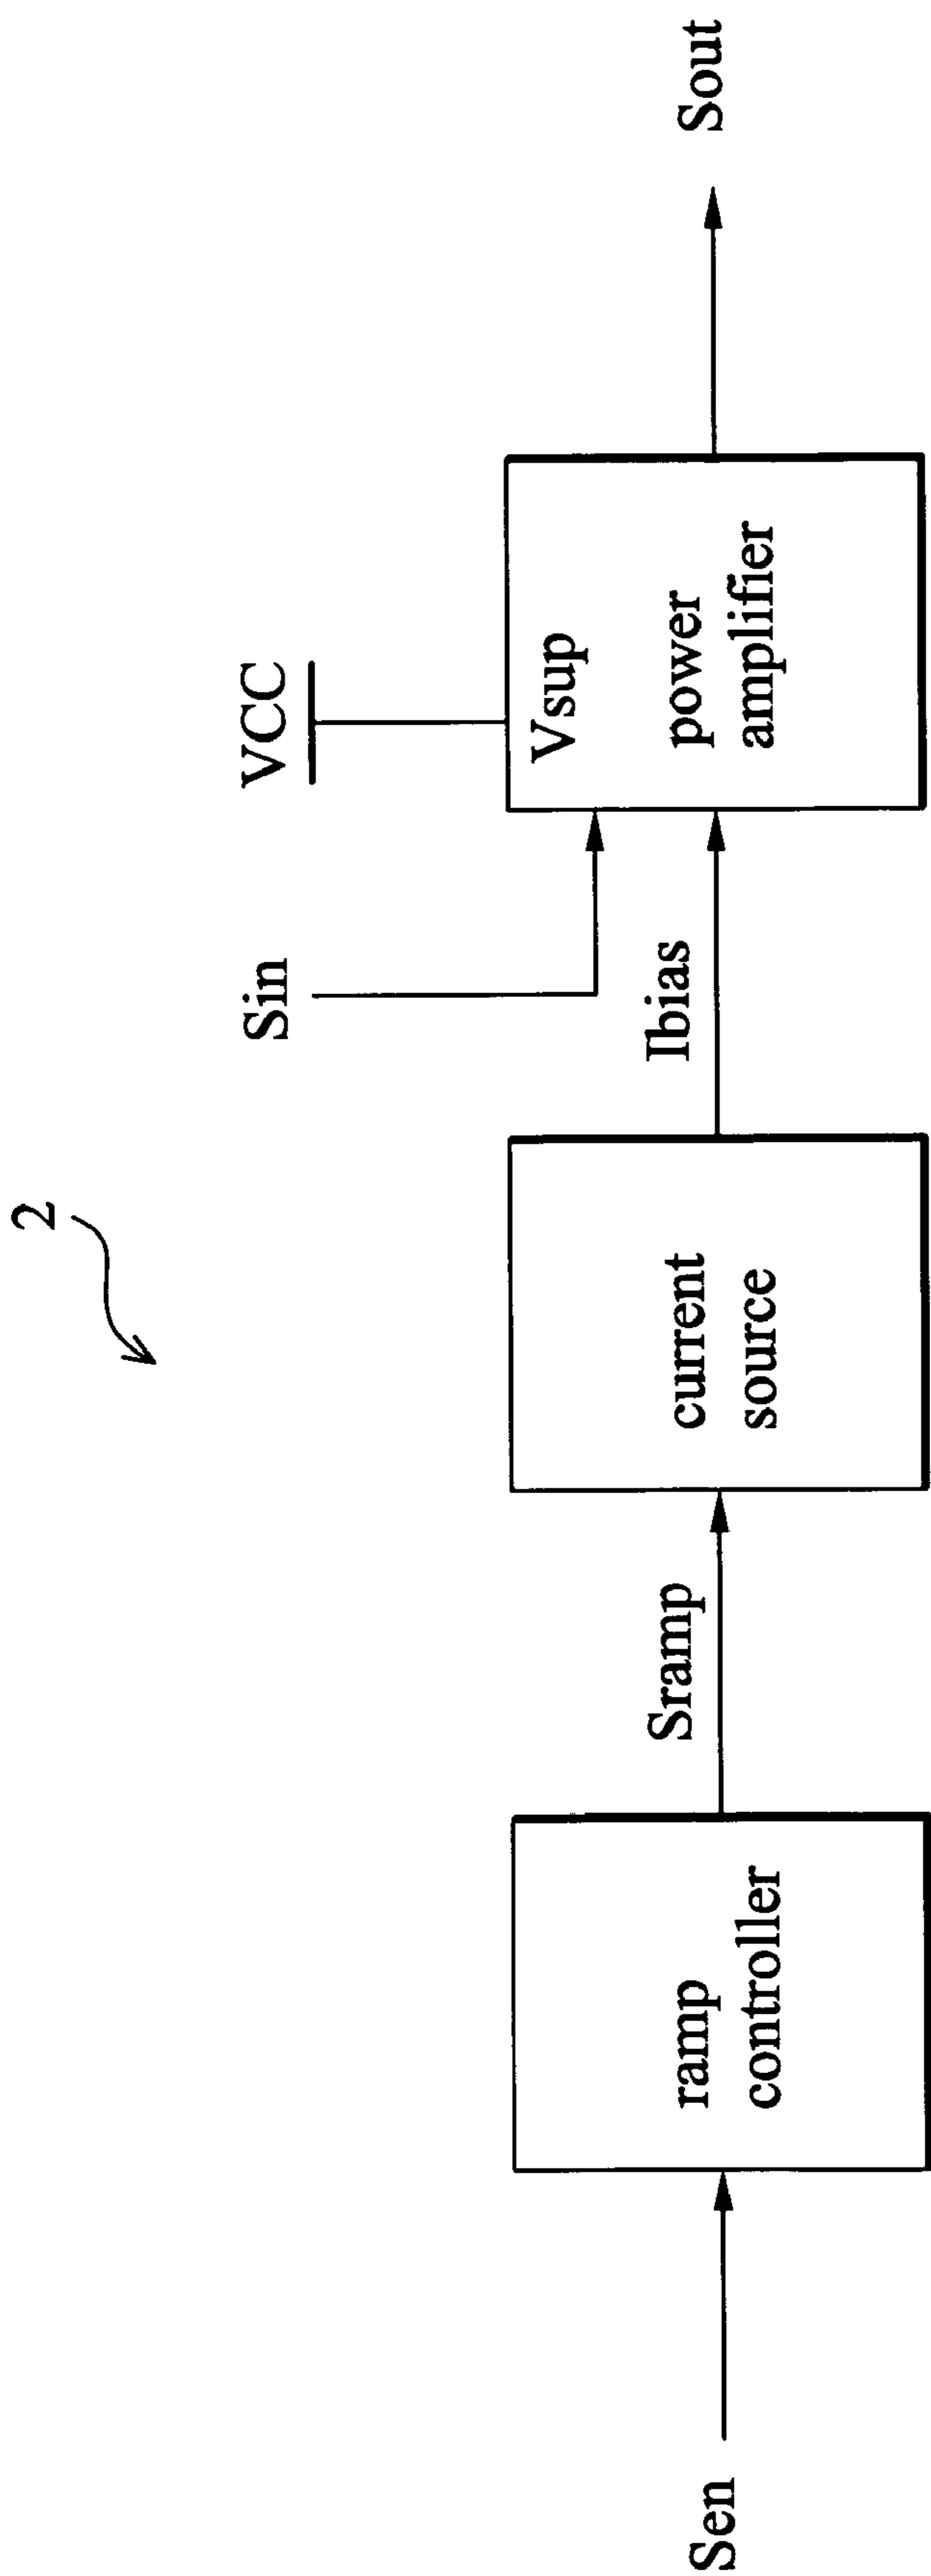 2
VCC
Sin
Vsup
power
amplifier
Sout
Ibias
current
source
Sramp
ramp
controller
Sen